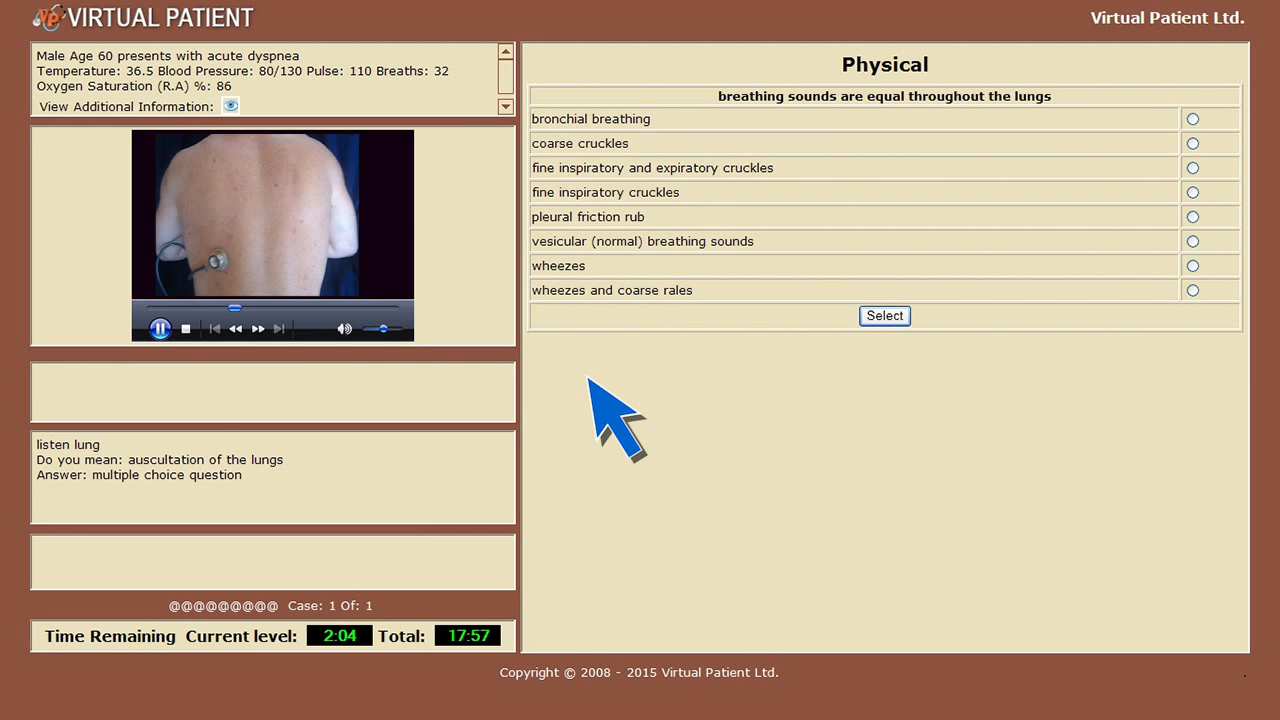 VP VIRTUAL PATIENT
Virtual Patient Ltd.
Male Age 60 presents with acute dyspnea
Temperature: 36.5 Blood Pressure: 80/130 Pulse: 110 Breaths: 32
Oxygen Saturation (R.A) %: 86
View Additional Information:
listen lung
Do you mean: auscultation of the lungs
Answer: multiple choice question
@@@@@@@@@ Case: 1 Of: 1
Time Remaining Current level: 2:04 Total: 17:57
Physical
breathing sounds are equal throughout the lungs
bronchial breathing
coarse cruckles
fine inspiratory and expiratory cruckles
fine inspiratory cruckles
pleural friction rub
vesicular (normal) breathing sounds
wheezes
wheezes and coarse rales
Select
Copyright © 2008 - 2015 Virtual Patient Ltd.